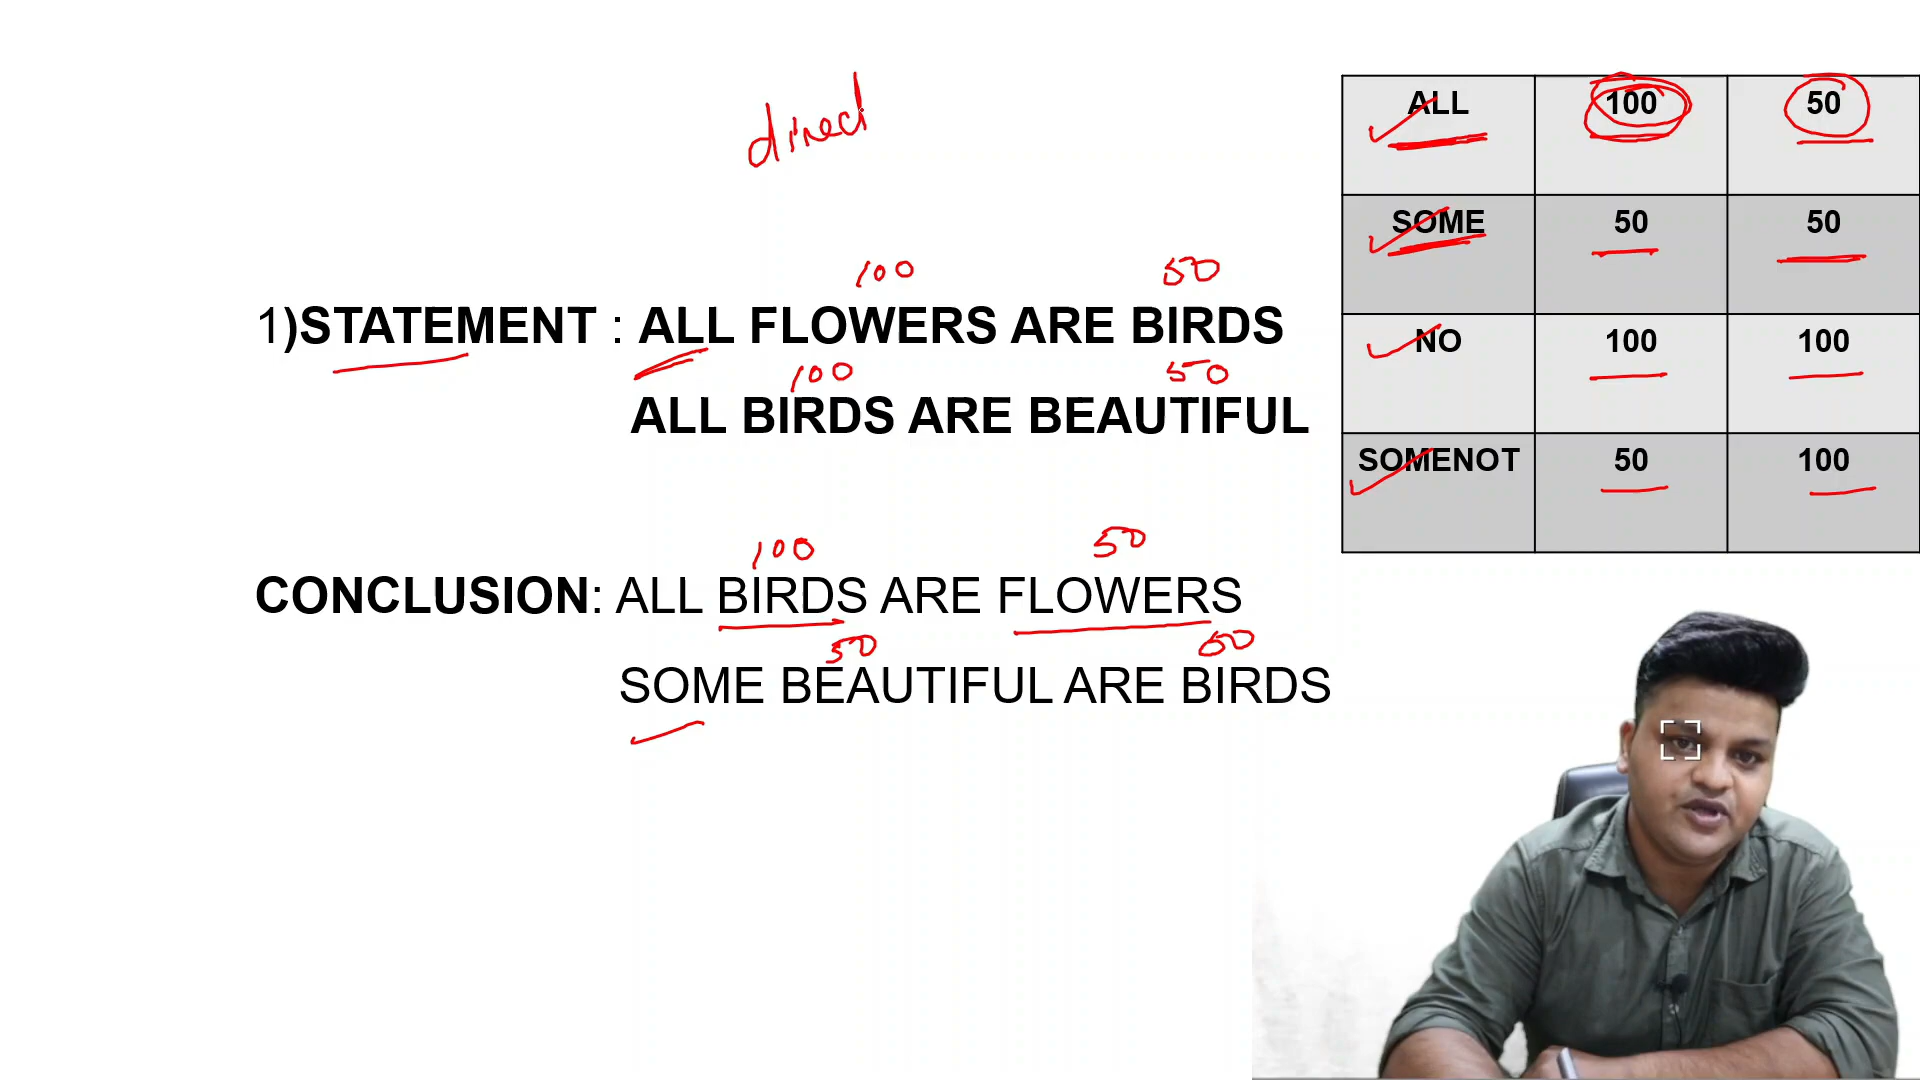 direct
ALL 100 50
SOME 50 50
NO 100 100
SOMENOT 50 100
100 50
1)STATEMENT : ALL FLOWERS ARE BIRDS
100 50
ALL BIRDS ARE BEAUTIFUL
100 50
CONCLUSION: ALL BIRDS ARE FLOWERS
50 50
SOME BEAUTIFUL ARE BIRDS